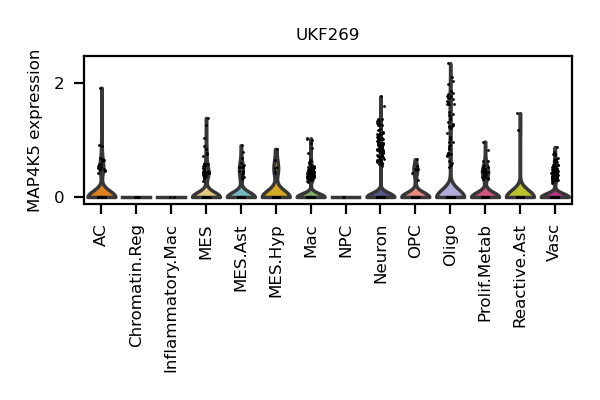 UKF269
MAP4K5 expression
2
0
AC
Chromatin.Reg
Inflammatory.Mac
MES
MES.Ast
MES.Hyp
Mac
NPC
Neuron
OPC
Oligo
Prolif.Metab
Reactive.Ast
Vasc